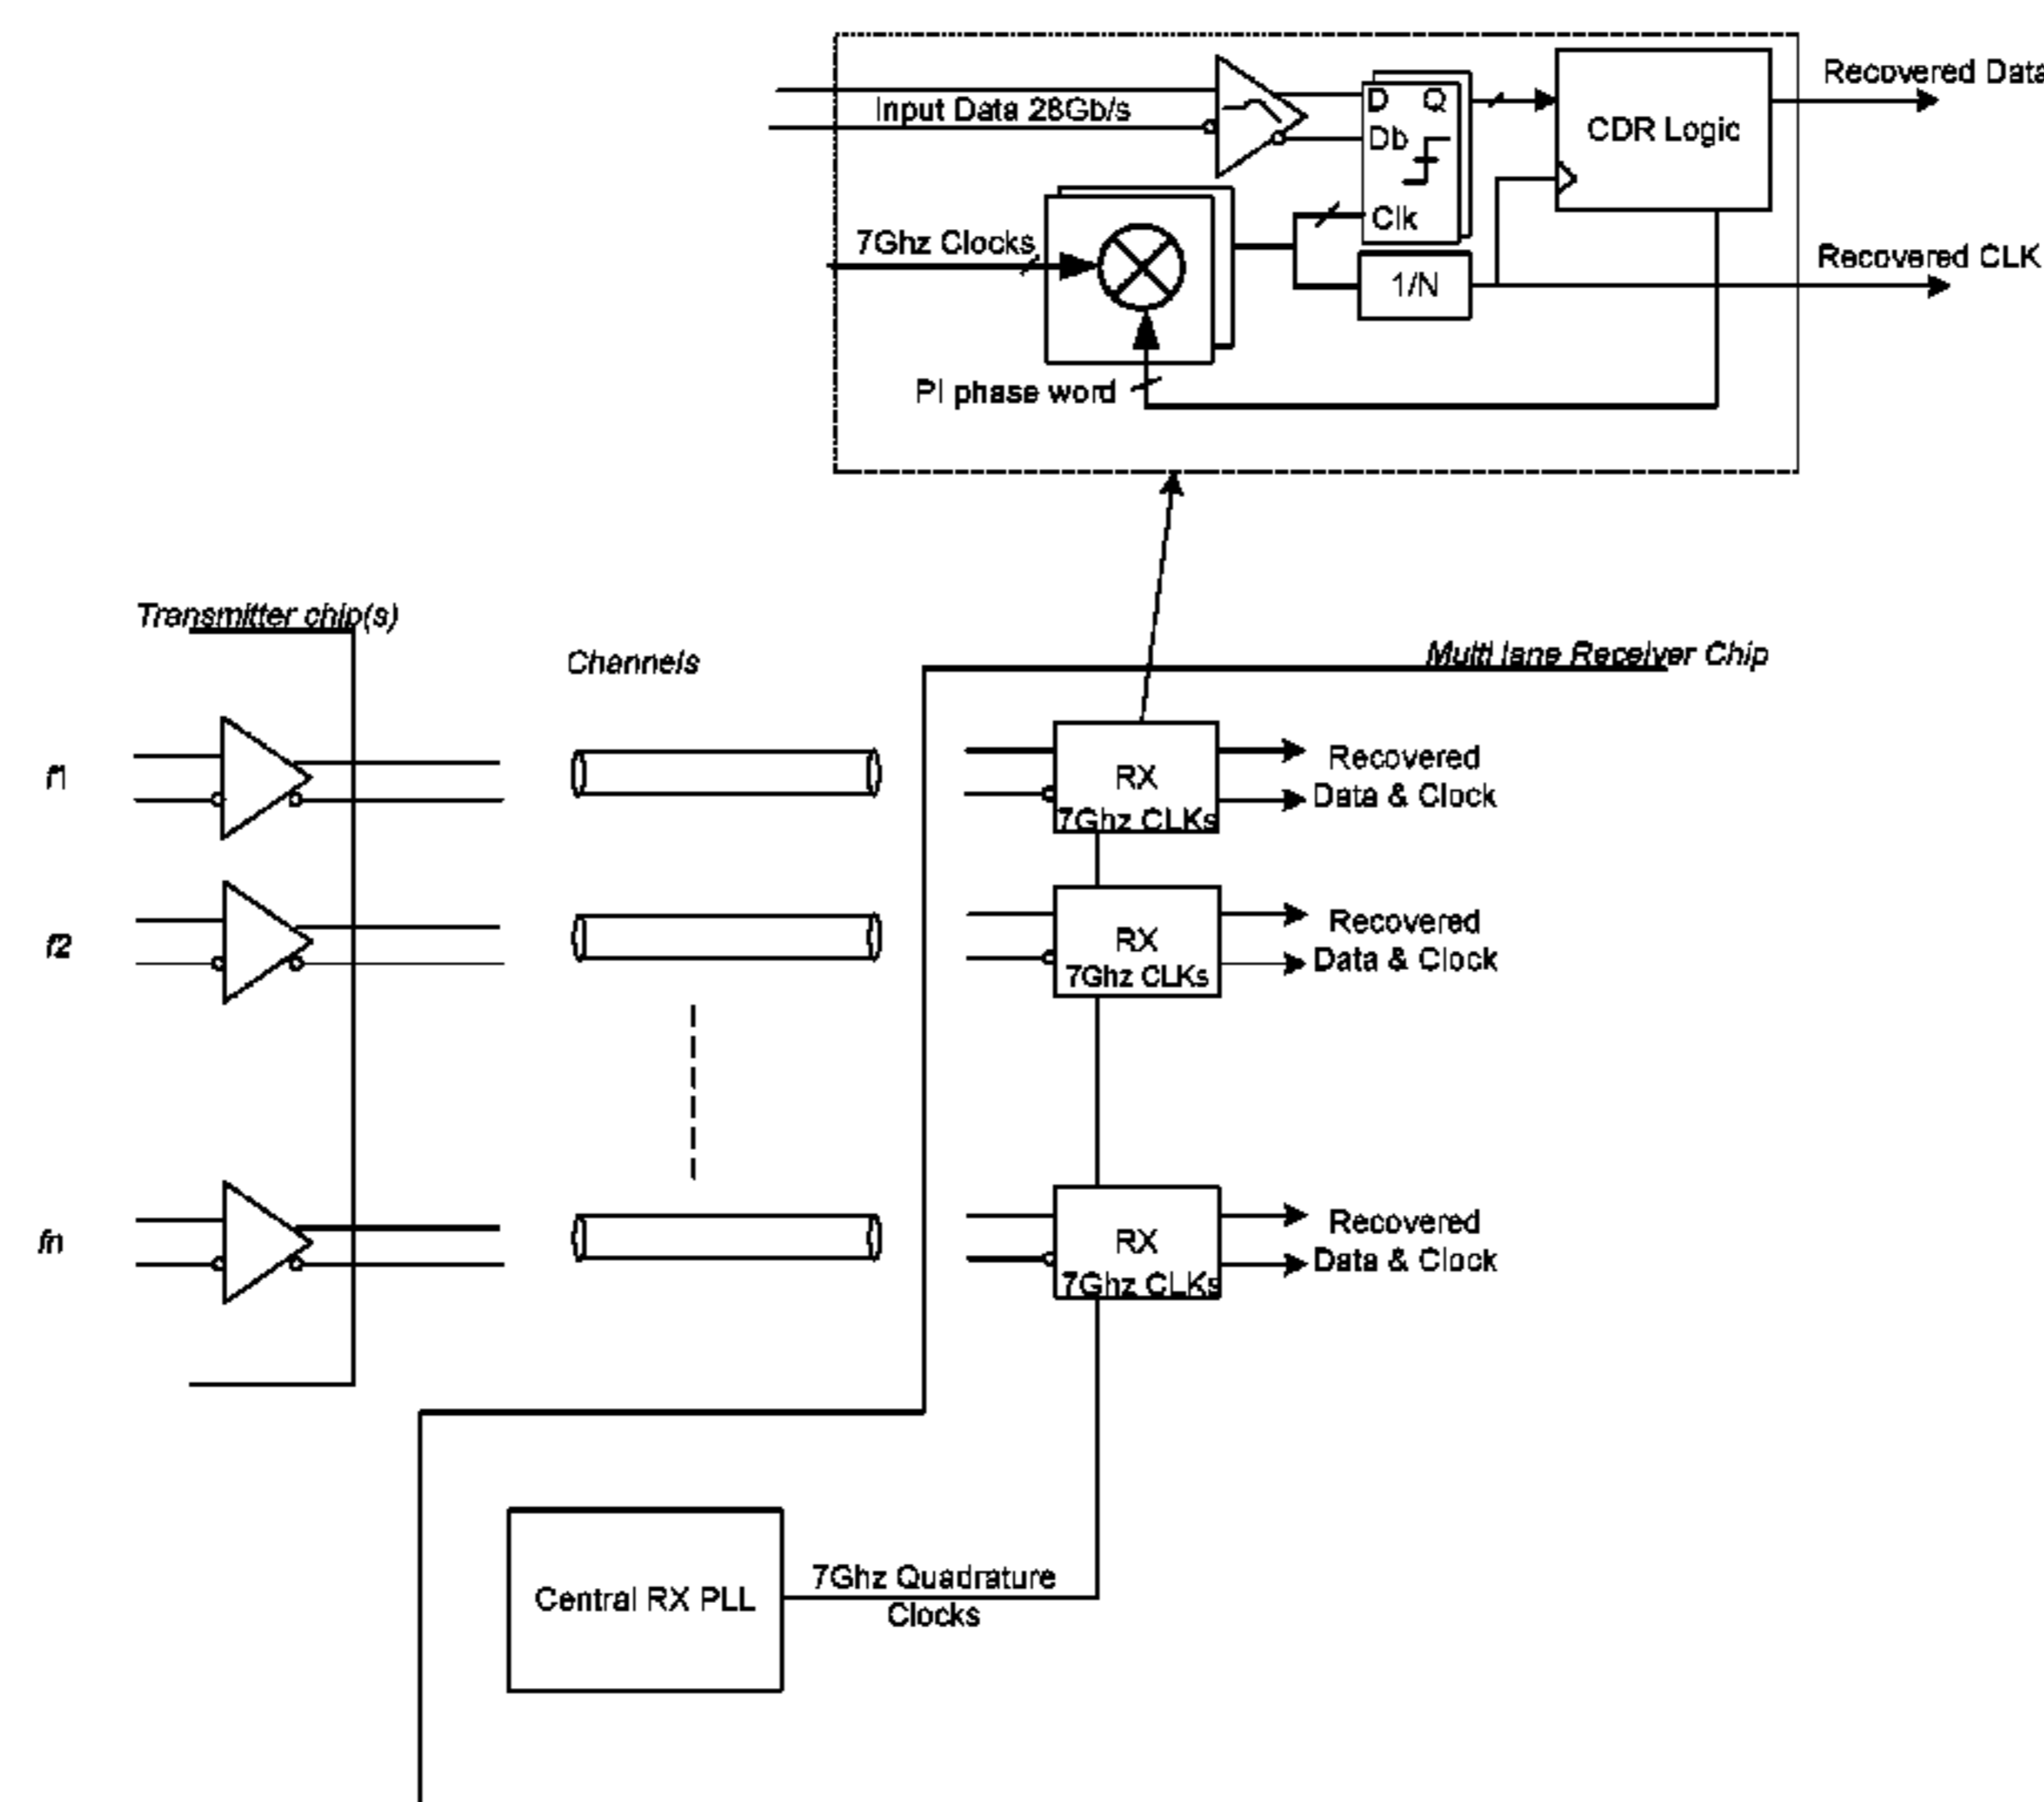 Recovered Data
Input Data 28Gb/s
D Q
Db
CDR Logic
Clk
7Ghz Clocks
1/N
Recovered CLK
PI phase word
Transmitter chip(s)
Channels
Multi lane Receiver Chip
f1
RX
7Ghz CLKs
Recovered
Data & Clock
f2
RX
7Ghz CLKs
Recovered
Data & Clock
fn
RX
7Ghz CLKs
Recovered
Data & Clock
Central RX PLL
7Ghz Quadrature
Clocks